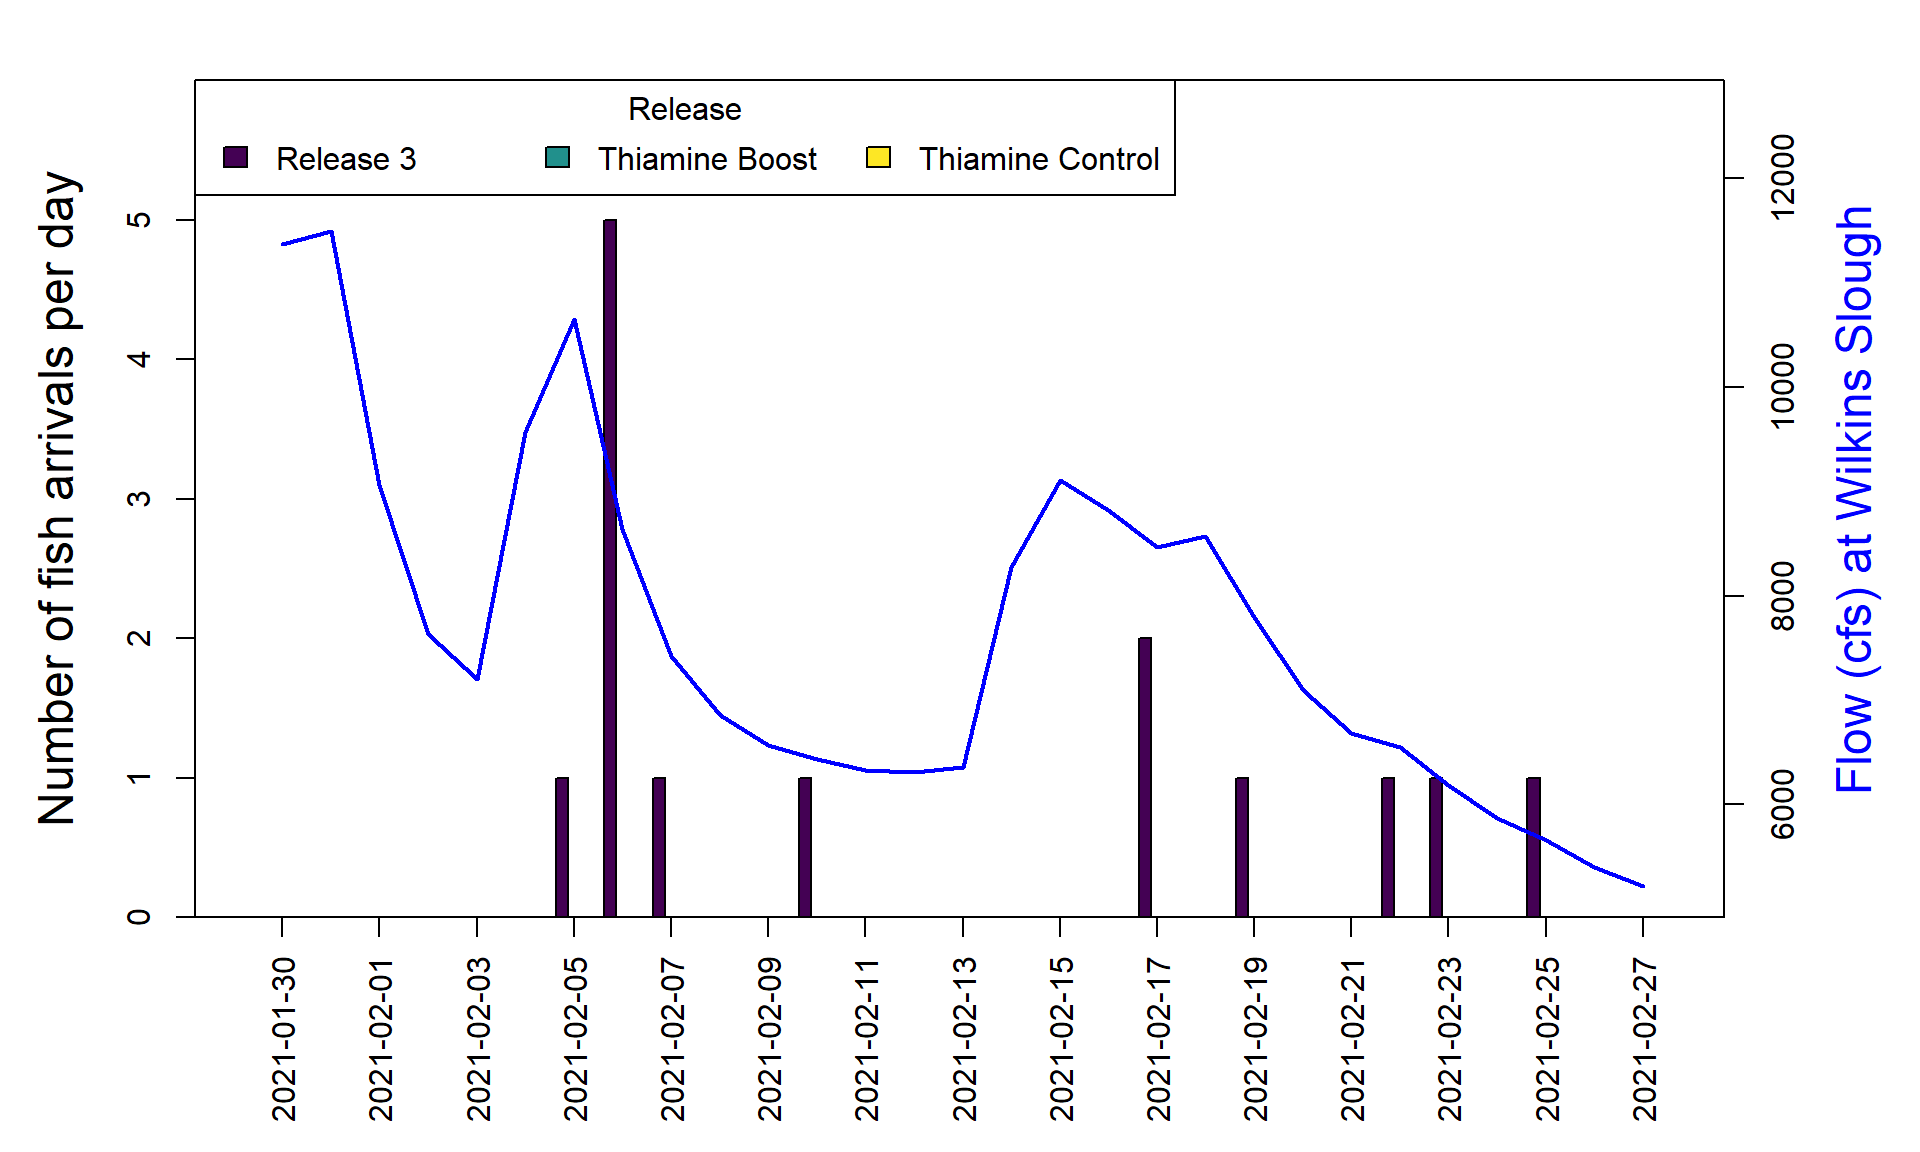 Release
Release 3 Thiamine Boost Thiamine Control
Number of fish arrivals per day
0 1 2 3 4 5
Flow (cfs) at Wilkins Slough
6000 8000 10000 12000
2021-01-30
2021-02-01
2021-02-03
2021-02-05
2021-02-07
2021-02-09
2021-02-11
2021-02-13
2021-02-15
2021-02-17
2021-02-19
2021-02-21
2021-02-23
2021-02-25
2021-02-27